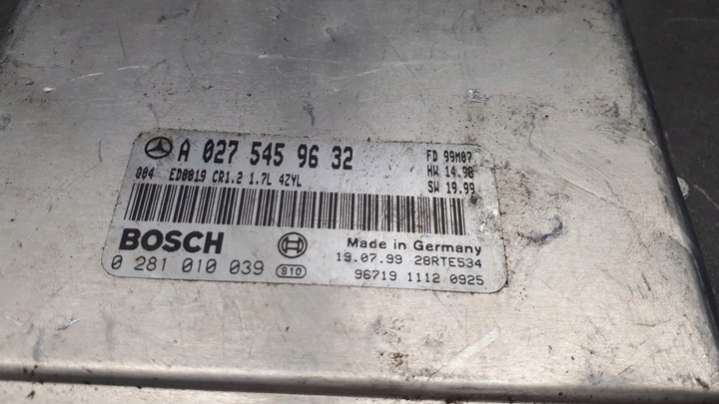 A 027 545 96 32
FD 99M07
HW 14.98
004 ED0019 CR1.2 1.7L 4ZYL
SW 19.99
BOSCH
Made in Germany
0 281 010 039 S10
19.07.99 28RTE534
96719 1112 0925